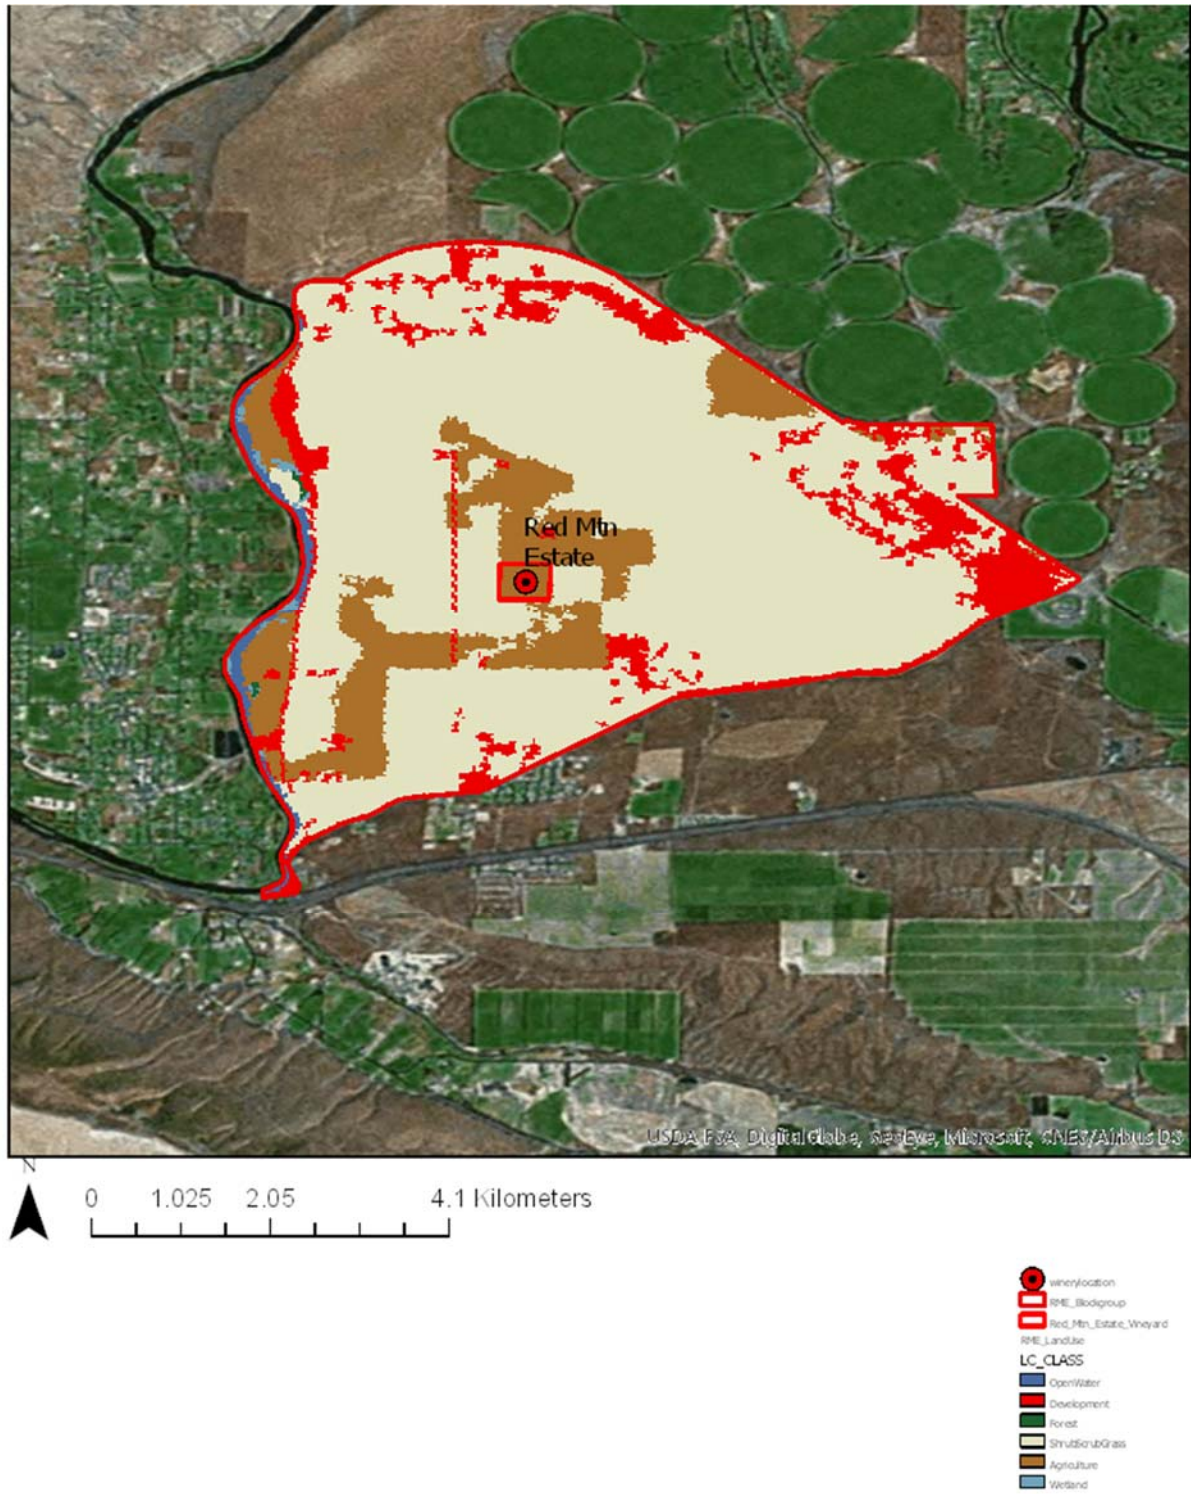 Red Mtn
Estate
USDA FSA, DigitalGlobe, GeoEye, Microsoft, CNES/Airbus DS
N
0 1.025 2.05 4.1 Kilometers
winerylocation
RME_Blockgroup
Red_Mtn_Estate_Vineyard
RME_LandUse
LC_CLASS
OpenWater
Development
Forest
ShrubScrubGrass
Agriculture
Wetland